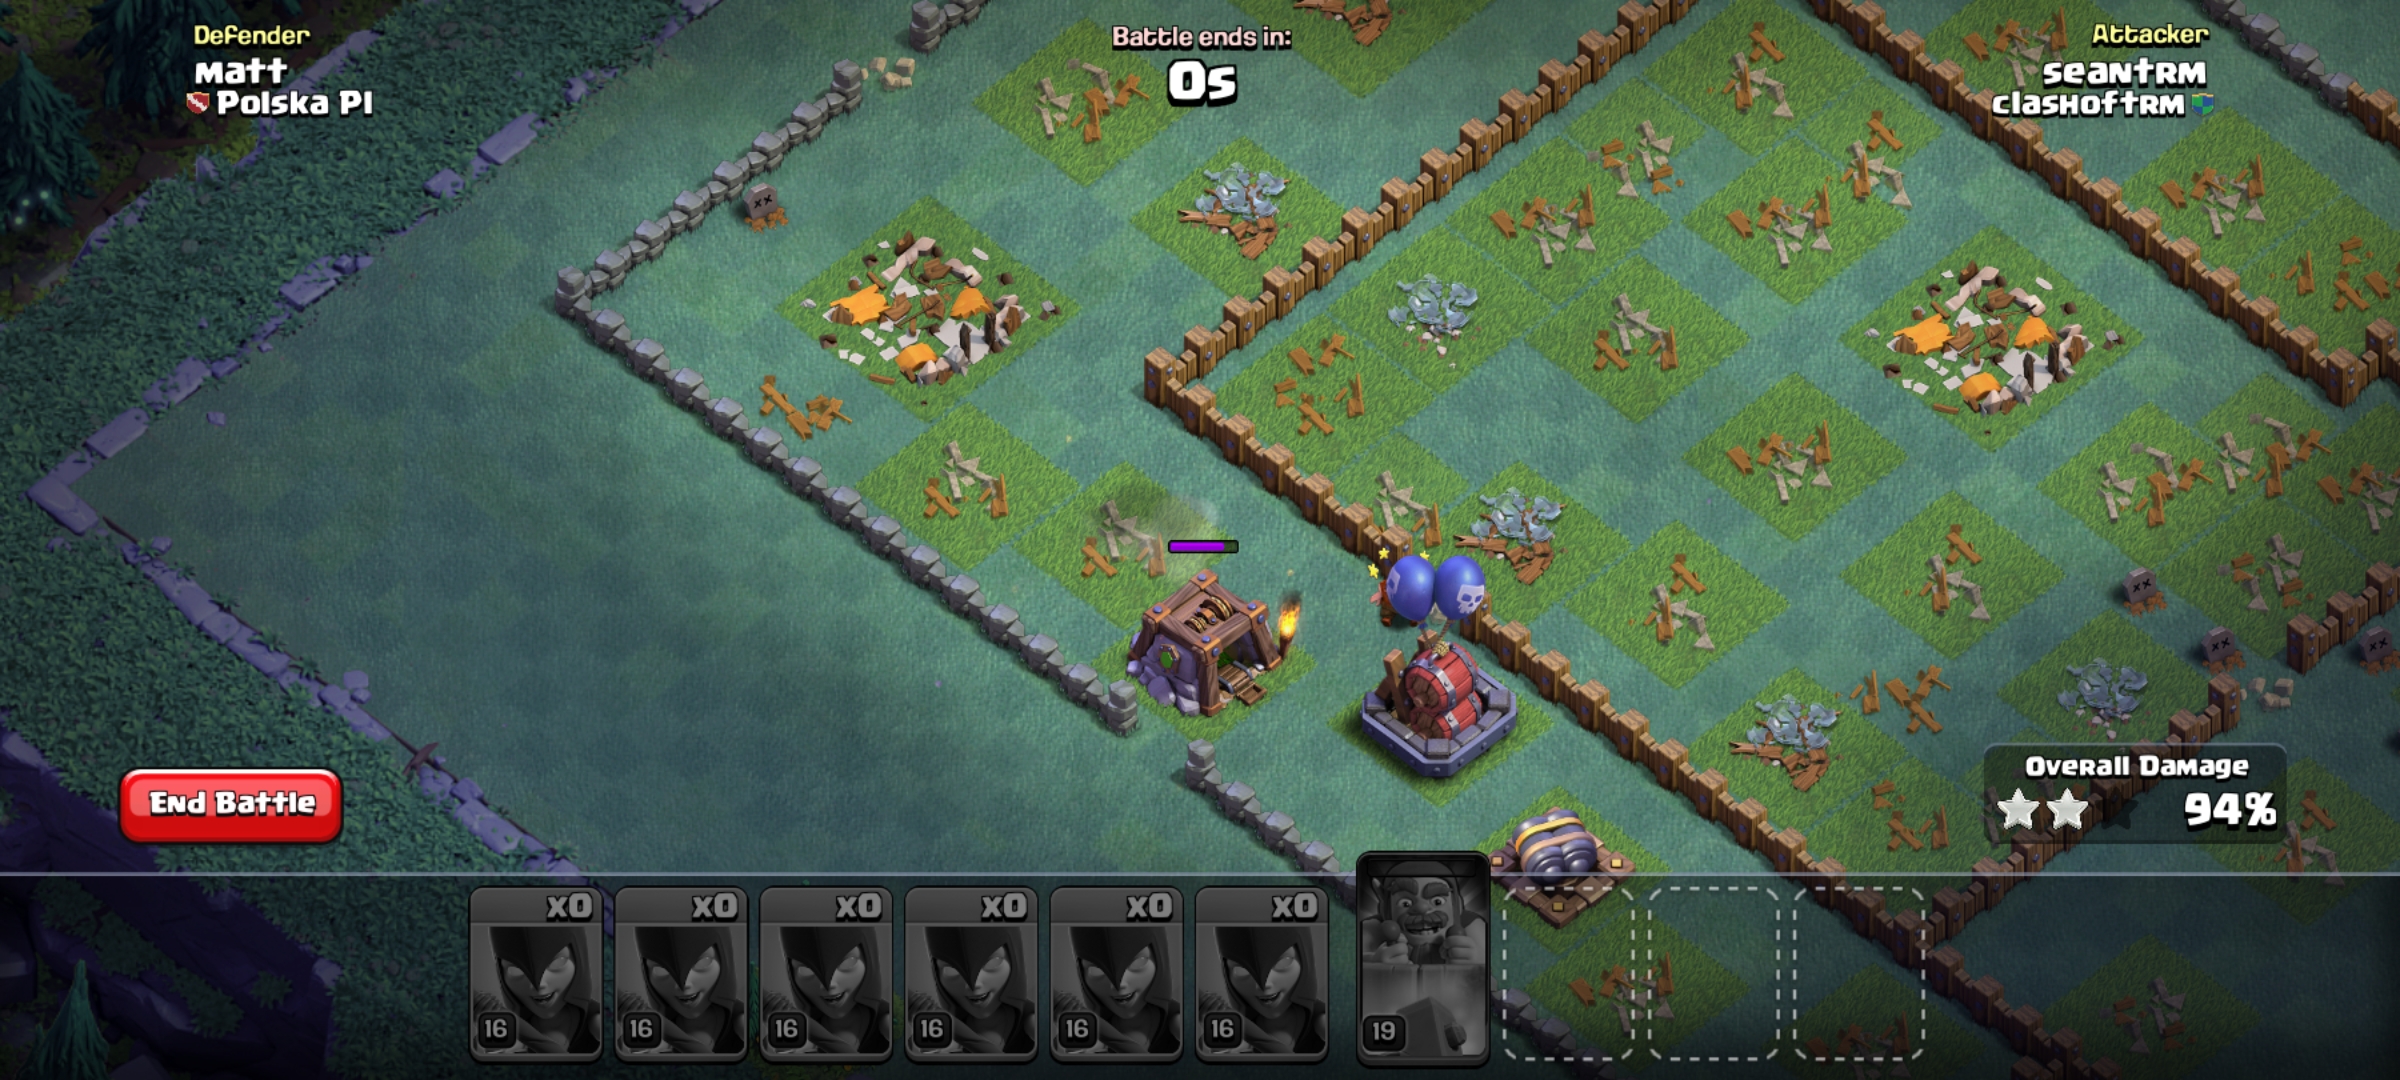 Defender
matt
Polska Pl
Battle ends in:
0s
Attacker
seantRM
clashoftRM
End Battle
Overall Damage
94%
x0
x0
x0
x0
x0
x0
16
16
16
16
16
16
19